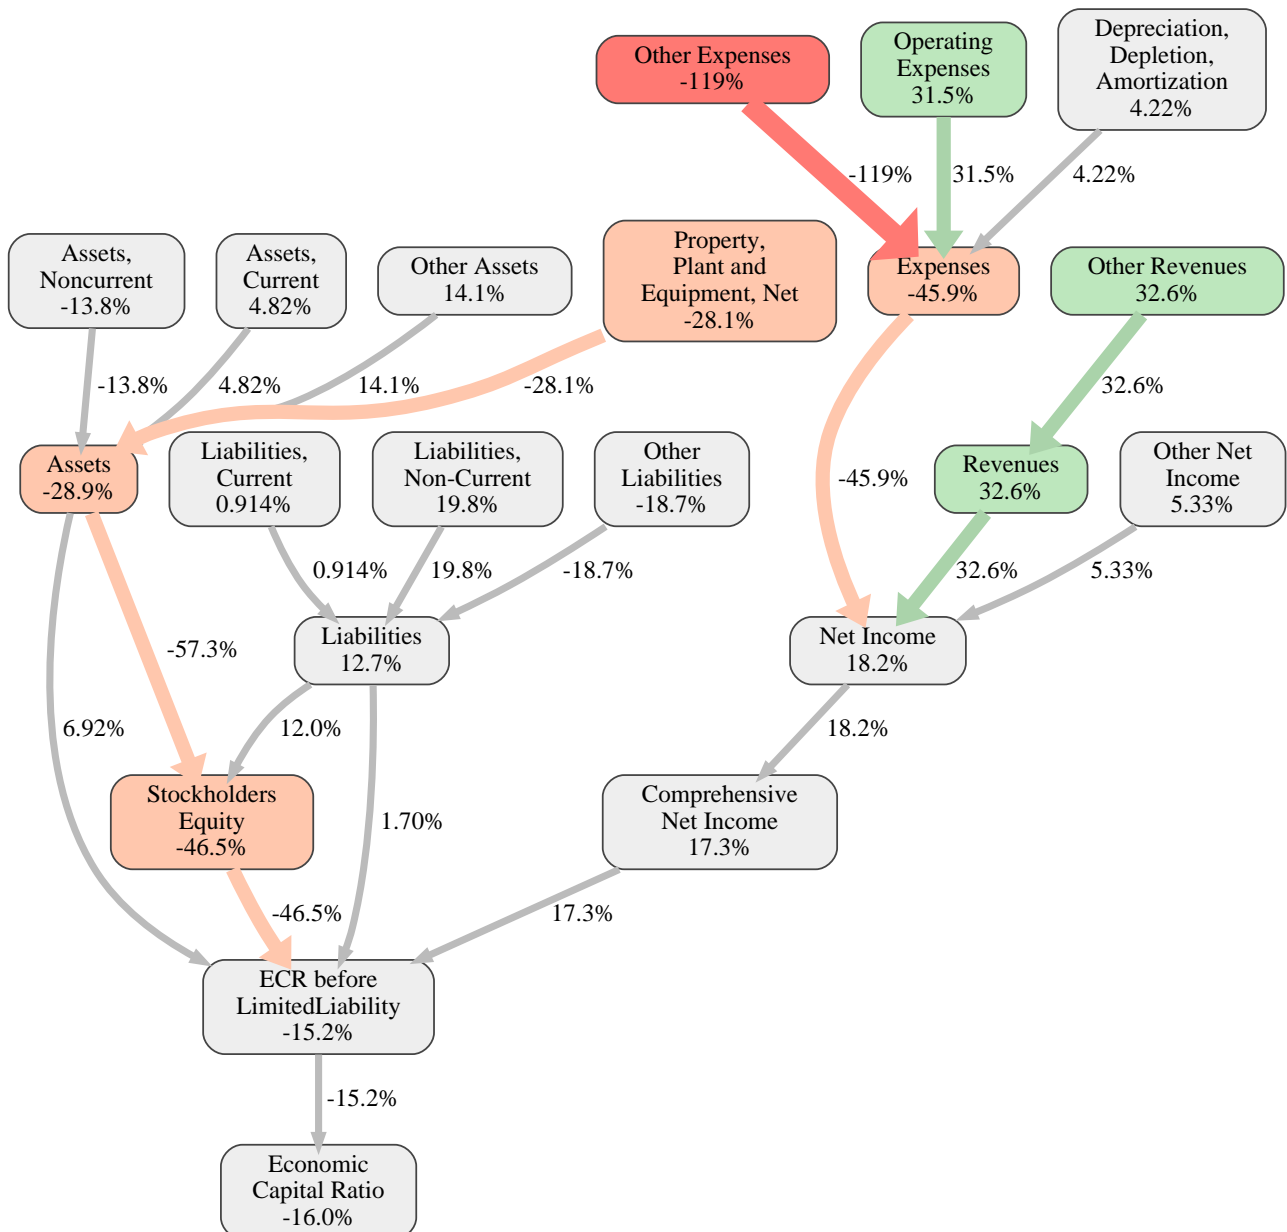 Other Expenses
-119%
Operating
Expenses
31.5%
Depreciation,
Depletion,
Amortization
4.22%
-119%
31.5%
4.22%
Assets,
Noncurrent
-13.8%
Assets,
Current
4.82%
Other Assets
14.1%
Property,
Plant and
Equipment, Net
-28.1%
Expenses
-45.9%
Other Revenues
32.6%
-13.8%
4.82%
14.1%
-28.1%
32.6%
Assets
-28.9%
Liabilities,
Current
0.914%
Liabilities,
Non-Current
19.8%
Other
Liabilities
-18.7%
-45.9%
Revenues
32.6%
Other Net
Income
5.33%
0.914%
19.8%
-18.7%
32.6%
5.33%
-57.3%
Liabilities
12.7%
Net Income
18.2%
6.92%
12.0%
18.2%
Stockholders
Equity
-46.5%
1.70%
Comprehensive
Net Income
17.3%
-46.5%
17.3%
ECR before
LimitedLiability
-15.2%
-15.2%
Economic
Capital Ratio
-16.0%